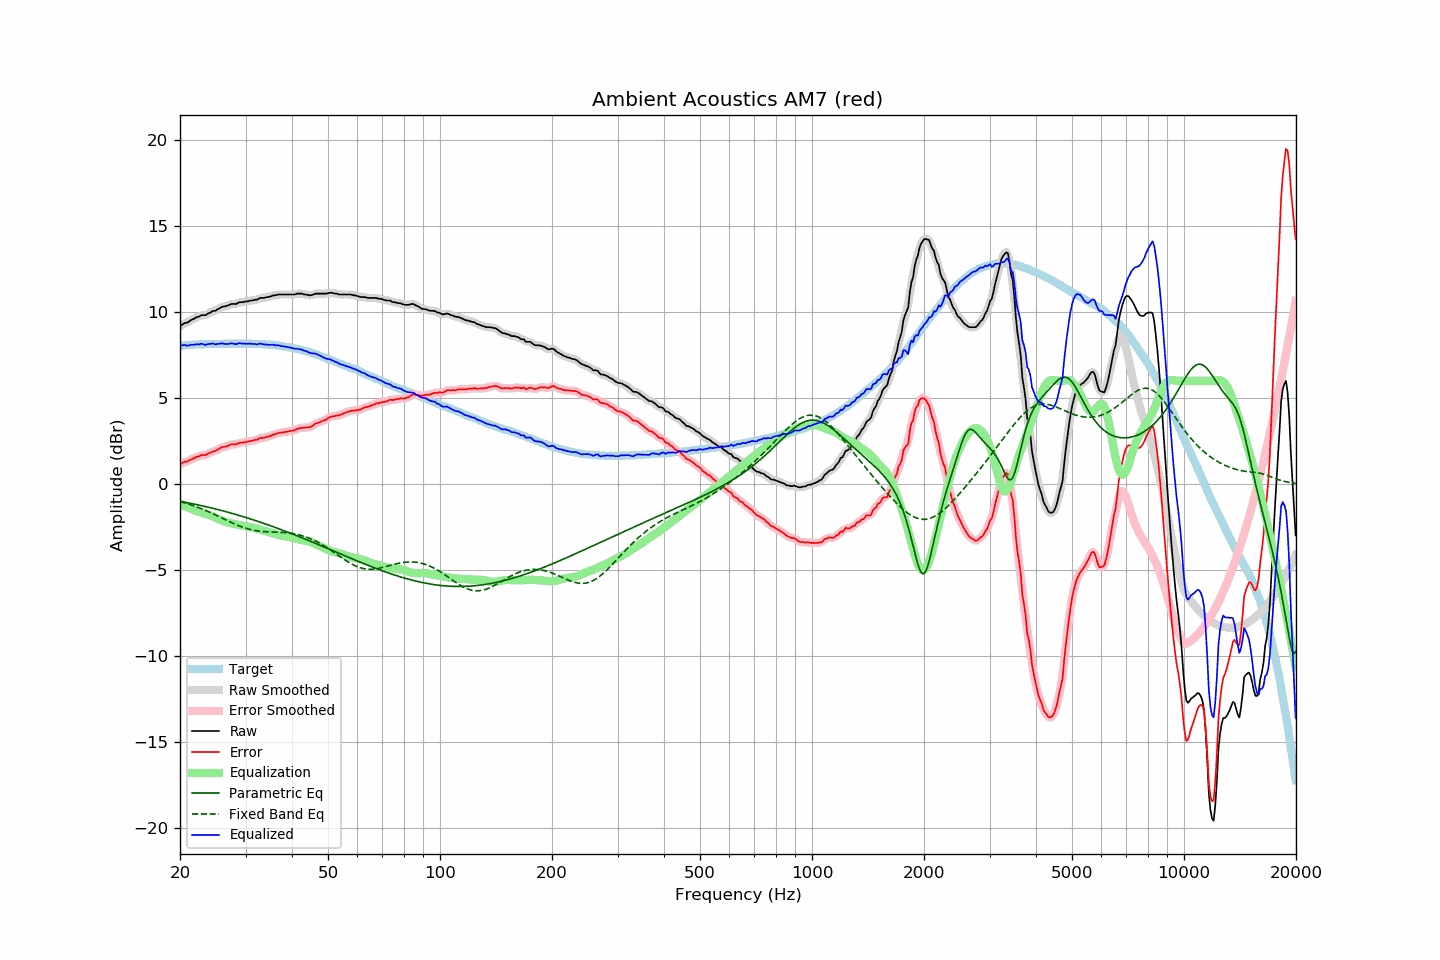 Ambient Acoustics AM7 (red)
Amplitude (dBr)
20
15
10
5
0
−5
−10
−15
−20
Target
Raw Smoothed
Error Smoothed
Raw
Error
Equalization
Parametric Eq
Fixed Band Eq
Equalized
20 50 100 200 500 1000 2000 5000 10000 20000
Frequency (Hz)